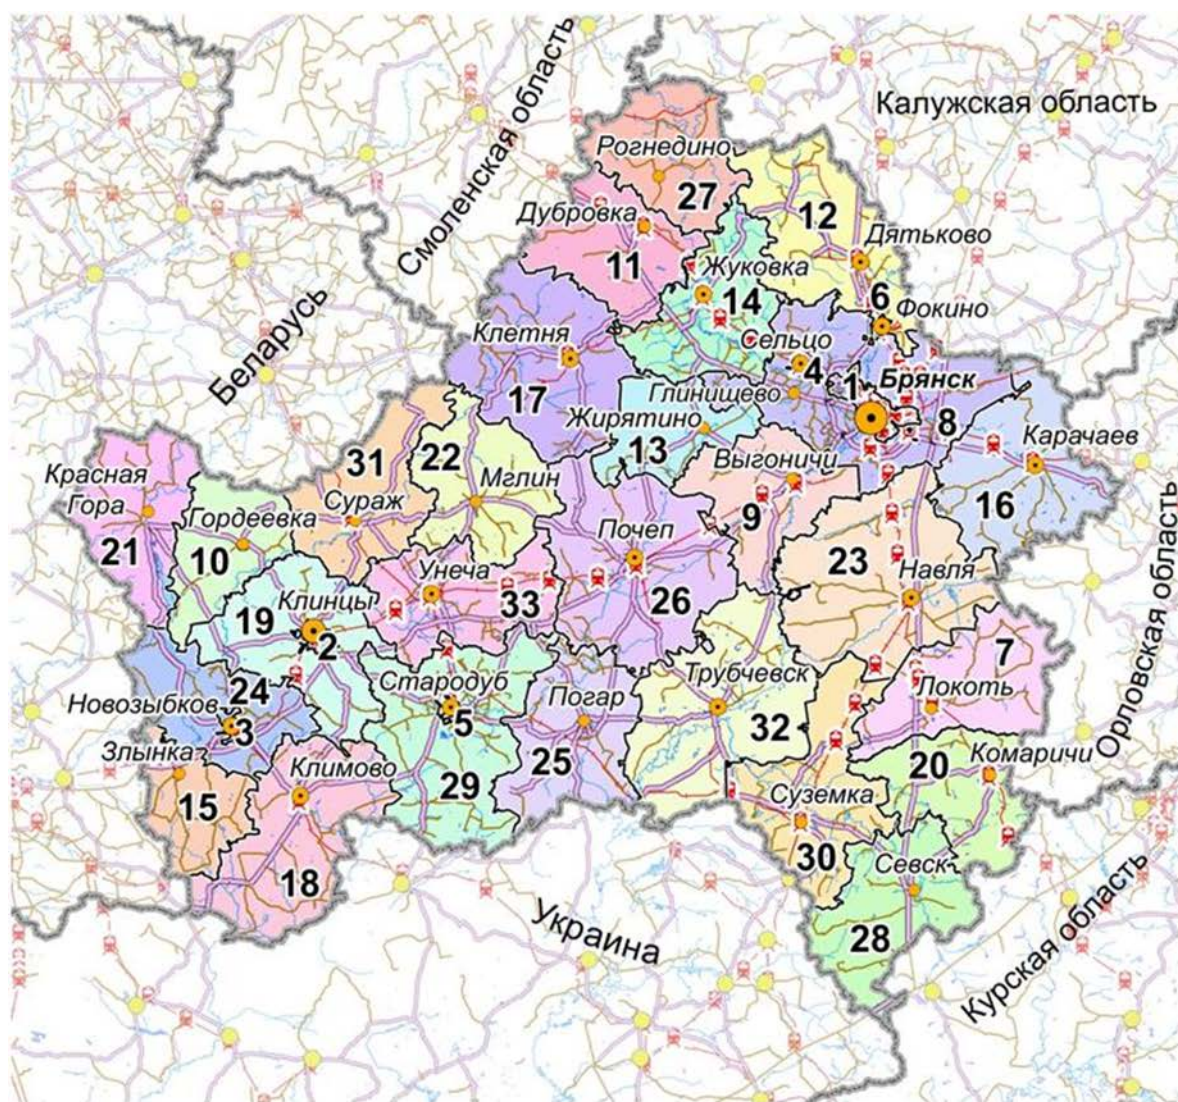 Калужская область
Смоленская область
Рогнедино
27
12
Дубровка
11
Дятьково
Жуковка
14
6
Фокино
Беларусь
Клетня
Сельцо
4
1
Брянск
17
Глинищево
8
Жирятино
13
Карачаев
31
22
Выгоничи
Красная
Гора
Мглин
Сураж
16
Гордеевка
9
21
10
Почеп
23
Унеча
33
26
Навля
Орловская область
19
Клинцы
2
7
24
Стародуб
Трубчевск
Новозыбков
3
5
Погар
Локоть
32
Злынка
25
20
Комаричи
Климово
29
15
Суземка
30
Севск
18
Украина
28
Курская область